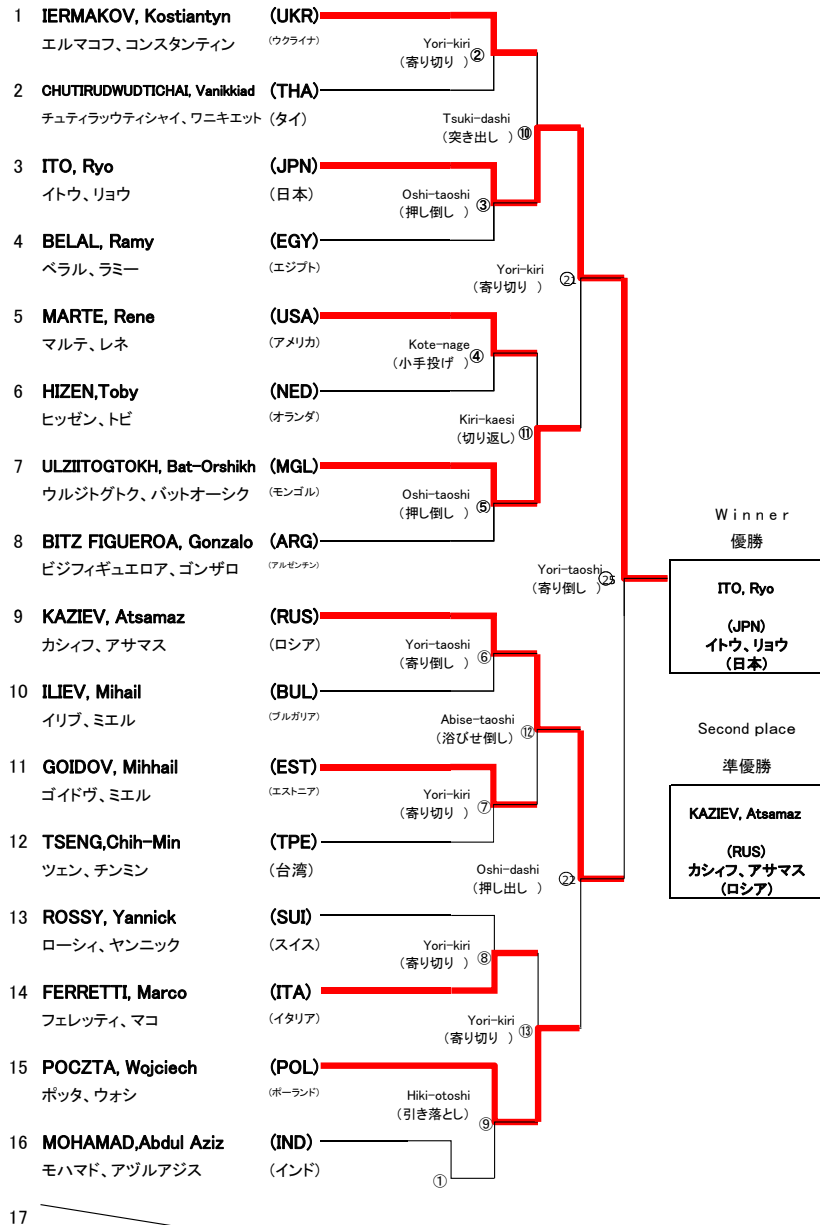 1 IERMAKOV, Kostiantyn (UKR)
エルマコフ、コンスタンティン (ウクライナ)
Yori-kiri
(寄り切り ) ②
2 CHUTIRUDWUDTICHAI, Vanikkiad (THA)
チュティラッウティシャイ、ワニキエット (タイ)
Tsuki-dashi
(突き出し ) ⑩
3 ITO, Ryo (JPN)
イトウ、リョウ (日本)
Oshi-taoshi
(押し倒し ) ③
4 BELAL, Ramy (EGY)
ベラル、ラミー (エジプト)
Yori-kiri
(寄り切り ) 21
5 MARTE, Rene (USA)
マルテ、レネ (アメリカ)
Kote-nage
(小手投げ ) ④
6 HIZEN,Toby (NED)
ヒッゼン、トビ (オランダ)
Kiri-kaesi
(切り返し) ⑪
7 ULZIITOGTOKH, Bat-Orshikh (MGL)
ウルジトグトク、バットオーシク (モンゴル)
Oshi-taoshi
(押し倒し ) ⑤
8 BITZ FIGUEROA, Gonzalo (ARG)
ビジフィギュエロア、ゴンザロ (アルゼンチン)
Yori-taoshi
(寄り倒し ) 25
Winner
優勝
ITO, Ryo
(JPN)
イトウ、リョウ
(日本)
9 KAZIEV, Atsamaz (RUS)
カシィフ、アサマス (ロシア)
Yori-taoshi
(寄り倒し ) ⑥
10 ILIEV, Mihail (BUL)
イリブ、ミエル (ブルガリア)
Abise-taoshi
(浴びせ倒し) ⑫
Second place
準優勝
KAZIEV, Atsamaz
(RUS)
カシィフ、アサマス
(ロシア)
11 GOIDOV, Mihhail (EST)
ゴイドヴ、ミエル (エストニア)
Yori-kiri
(寄り切り ) ⑦
12 TSENG,Chih-Min (TPE)
ツェン、チンミン (台湾)
Oshi-dashi
(押し出し ) 22
13 ROSSY, Yannick (SUI)
ローシィ、ヤンニック (スイス)
Yori-kiri
(寄り切り ) ⑧
14 FERRETTI, Marco (ITA)
フェレッティ、マコ (イタリア)
Yori-kiri
(寄り切り ) ⑬
15 POCZTA, Wojciech (POL)
ポッタ、ウォシ (ポーランド)
Hiki-otoshi
(引き落とし) ⑨
16 MOHAMAD,Abdul Aziz (IND)
モハマド、アヅルアジス (インド)
①
17